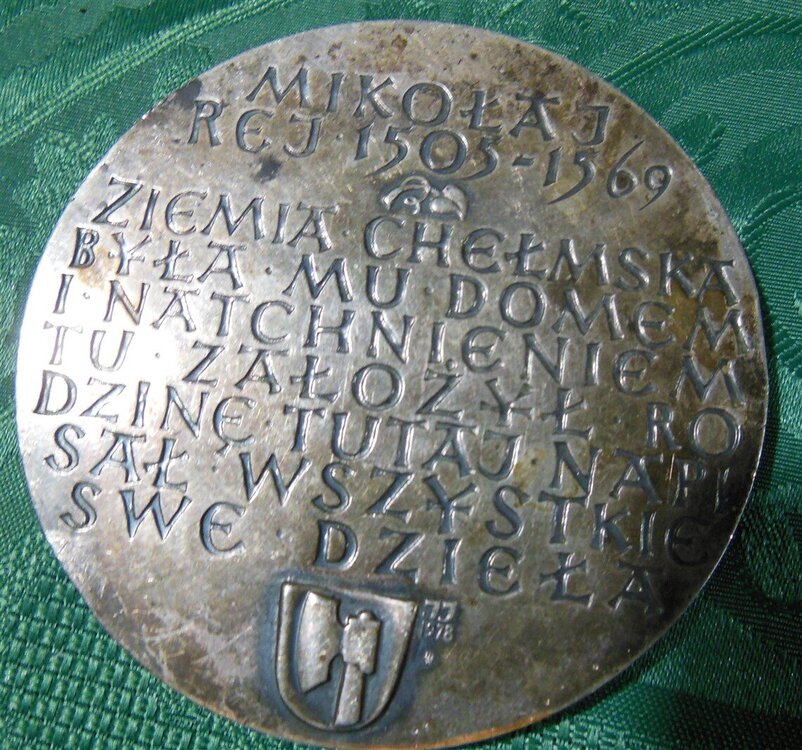 MIKOŁAJ
REJ 1505-1569
ZIEMIA CHEŁMSKA
BYŁA MU DOMEM
I NATCHNIENIEM
TU ZAŁOŻYŁ RO
DZINĘ TUTAJ NAPI
SAŁ WSZYSTKIE
SWE DZIEŁA